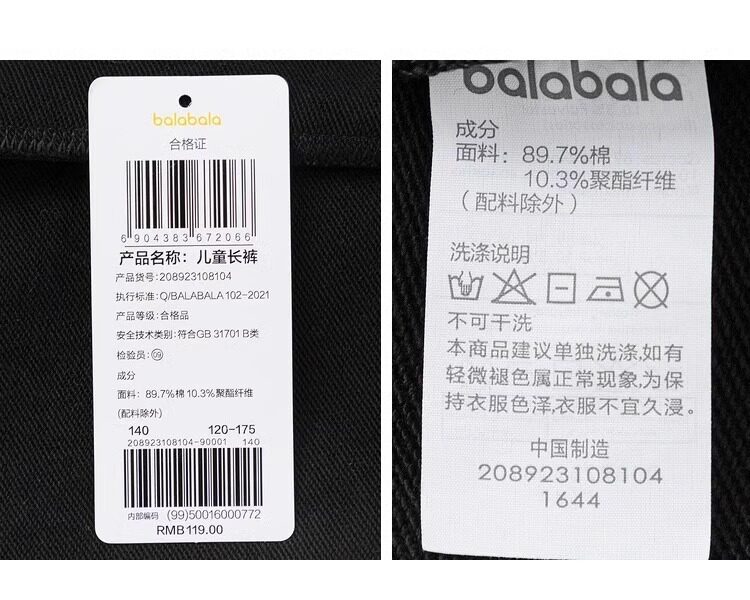 balabala
合格证
6 904383 672066
产品名称：儿童长裤
产品货号：208923108104
执行标准：Q/BALABALA 102-2021
产品等级：合格品
安全技术类别：符合GB 31701 B类
检验员：09
成分
面料：89.7%棉 10.3%聚酯纤维
(配料除外)
140 120-175
208923108104-90001 140
内部编码 (99)50016000772
RMB119.00
balabala
成分
面料：89.7%棉
10.3%聚酯纤维
（配料除外）
洗涤说明
不可干洗
本商品建议单独洗涤,如有
轻微褪色属正常现象,为保
持衣服色泽,衣服不宜久浸。
中国制造
208923108104
1644